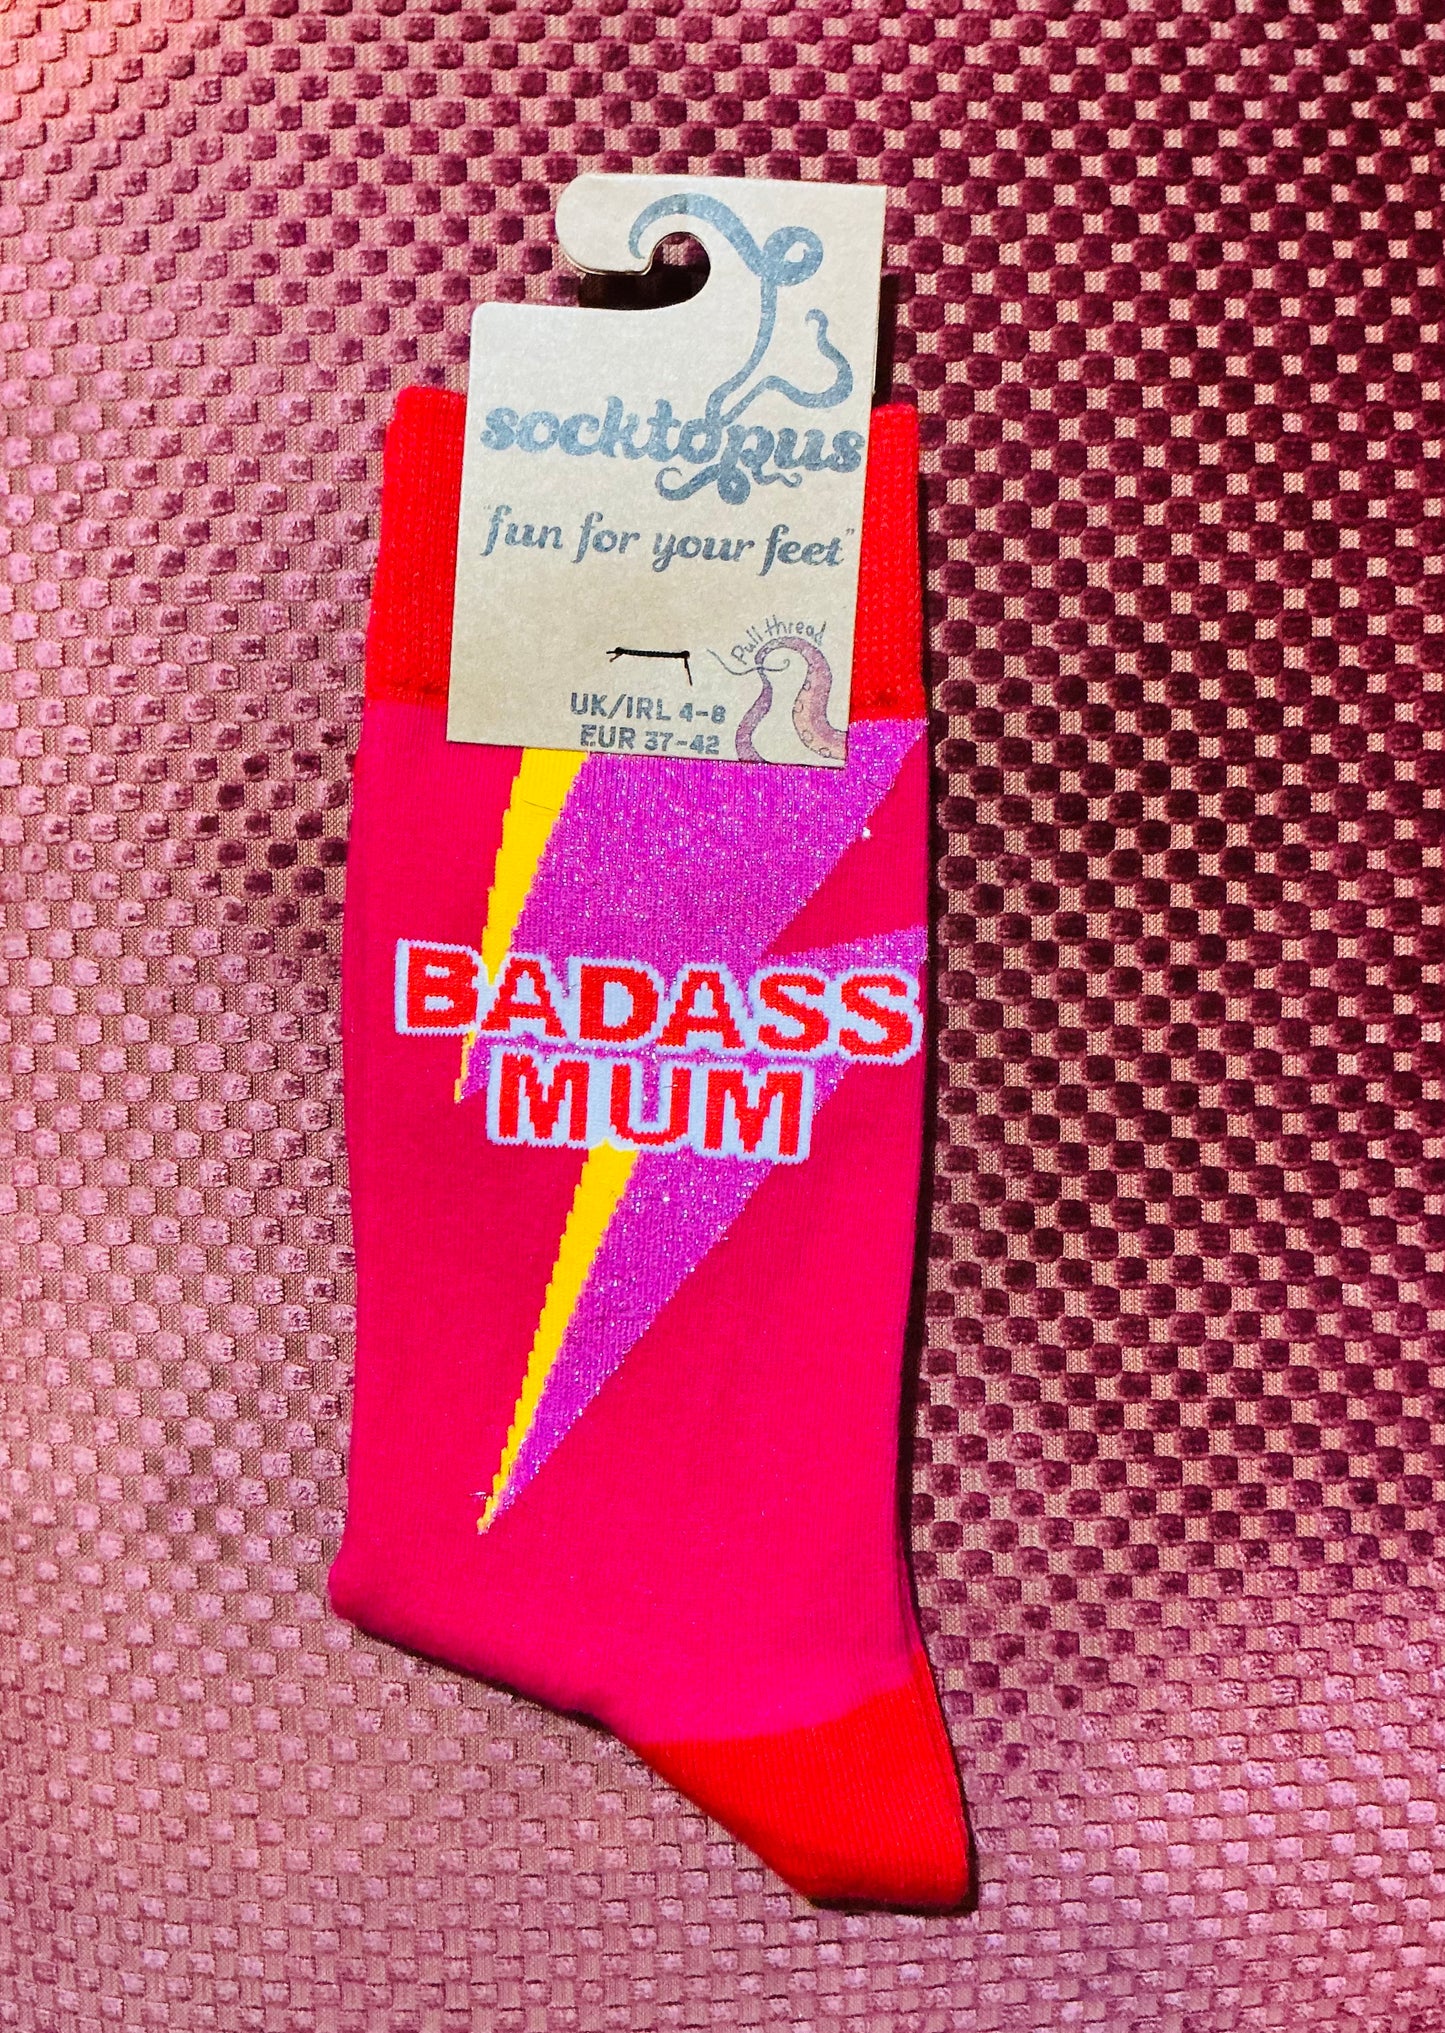 socktopus
"fun for your feet"
Pull thread
UK/IRL 4-8
EUR 37-42
BADASS
MUM